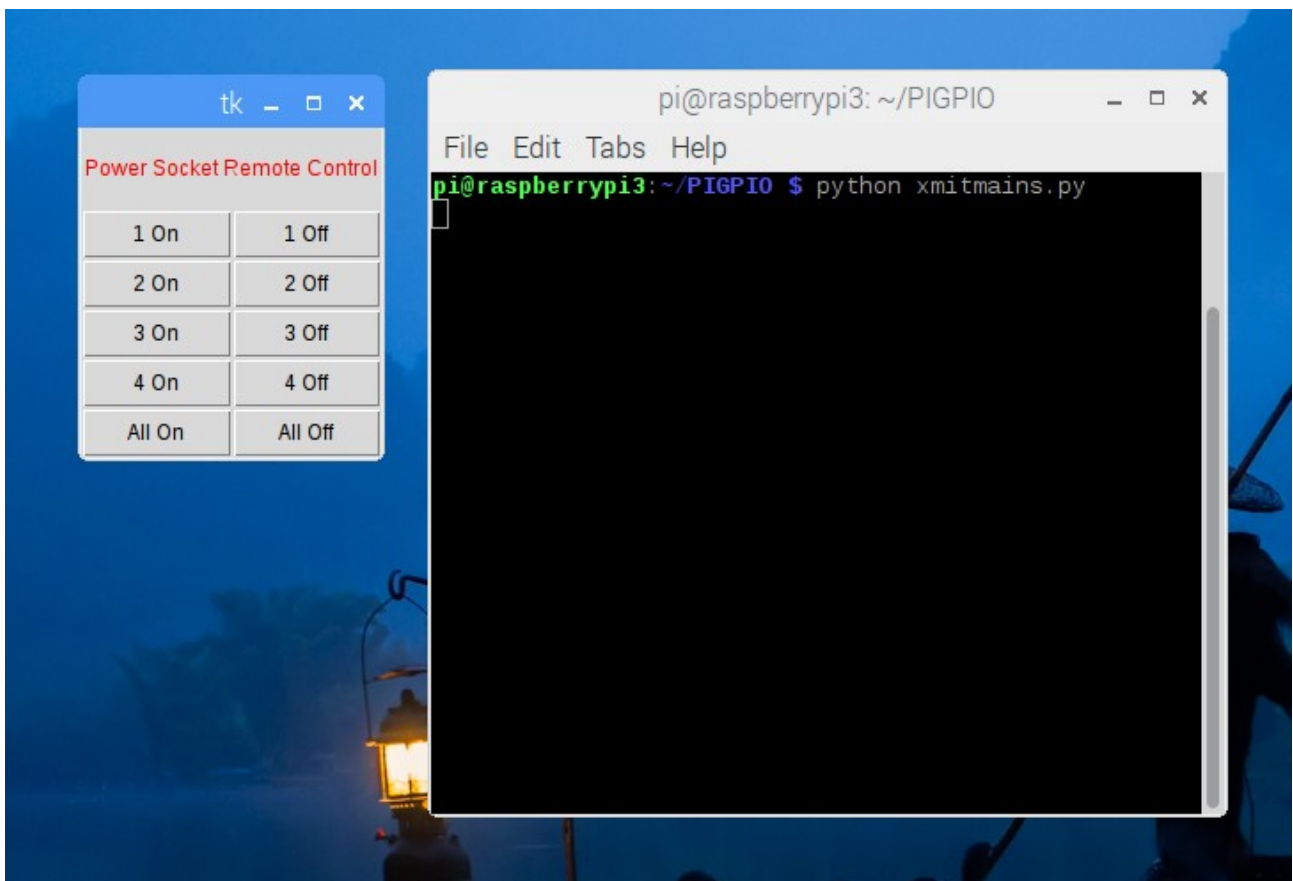 tk
Power Socket Remote Control
1 On 1 Off
2 On 2 Off
3 On 3 Off
4 On 4 Off
All On All Off
pi@raspberrypi3: ~/PIGPIO
File Edit Tabs Help
pi@raspberrypi3:~/PIGPIO $ python xmitmains.py